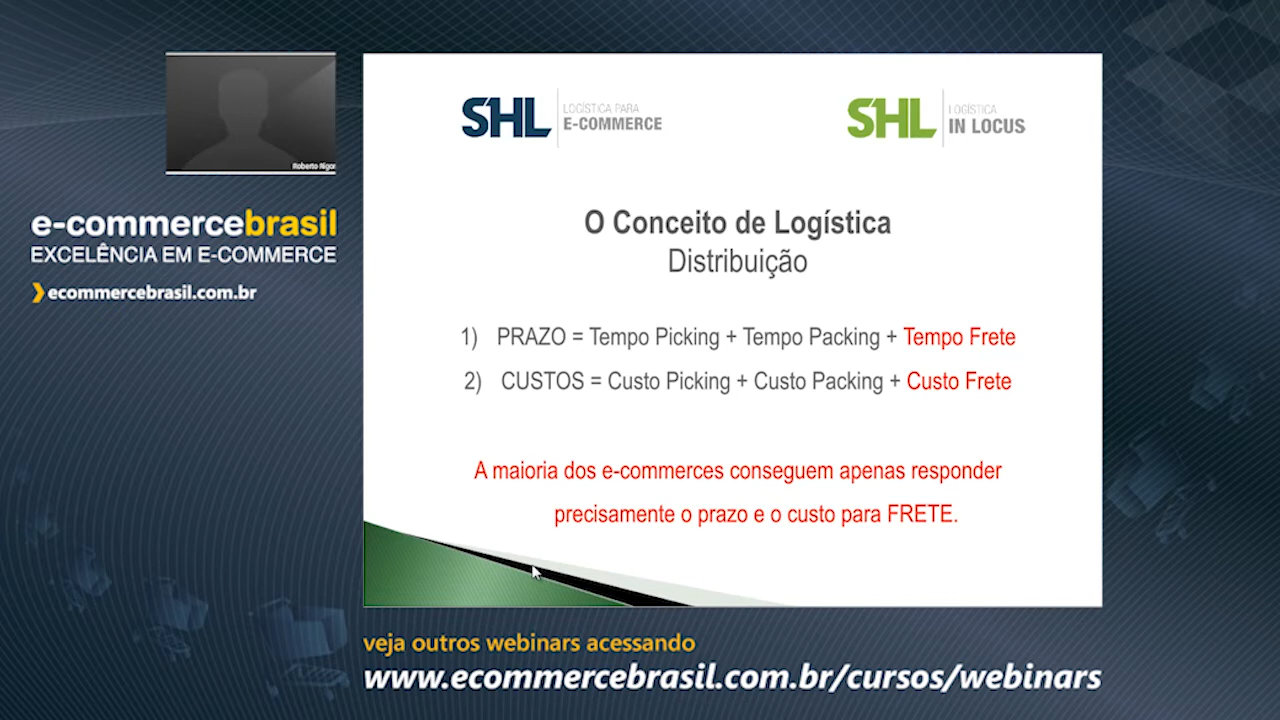 Roberto Rigor
e-commercebrasil
EXCELÊNCIA EM E-COMMERCE
ecommercebrasil.com.br
SHL LOGÍSTICA PARA
E-COMMERCE
SHL LOGÍSTICA
IN LOCUS
O Conceito de Logística
Distribuição
1) PRAZO = Tempo Picking + Tempo Packing + Tempo Frete
2) CUSTOS = Custo Picking + Custo Packing + Custo Frete
A maioria dos e-commerces conseguem apenas responder
precisamente o prazo e o custo para FRETE.
veja outros webinars acessando
www.ecommercebrasil.com.br/cursos/webinars